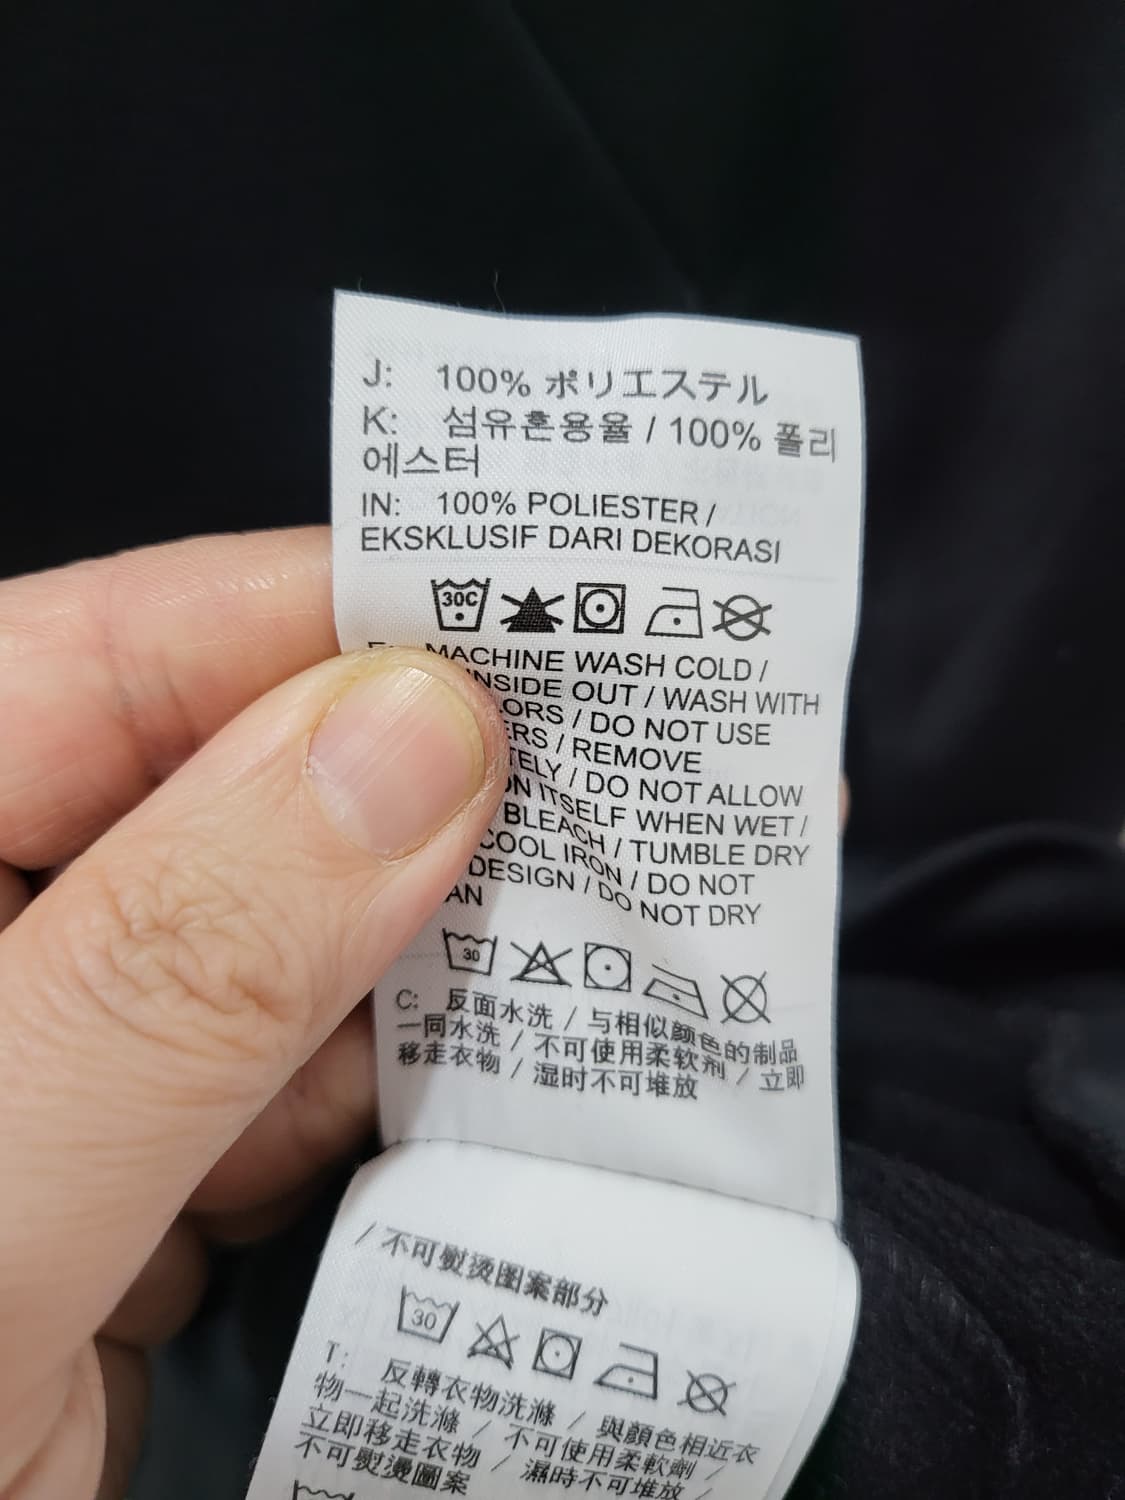 J: 100% ポリエステル
K: 섬유혼용율 / 100% 폴리
에스터
IN: 100% POLIESTER /
EKSKLUSIF DARI DEKORASI
30C
MACHINE WASH COLD /
INSIDE OUT / WASH WITH
/ DO NOT USE
/ REMOVE
/ DO NOT ALLOW
ITSELF WHEN WET /
BLEACH / TUMBLE DRY
COOL IRON / DO NOT
DESIGN / DO NOT DRY
30
C: 反面水洗 / 与相似颜色的制品
一同水洗 / 不可使用柔软剂 / 立即
移走衣物 / 湿时不可堆放
/ 不可熨烫图案部分
30
T: 反轉衣物洗滌 / 與顏色相近衣
物一起洗滌 / 不可使用柔軟劑 /
立即移走衣物 / 濕時不可堆放 /
不可熨燙圖案